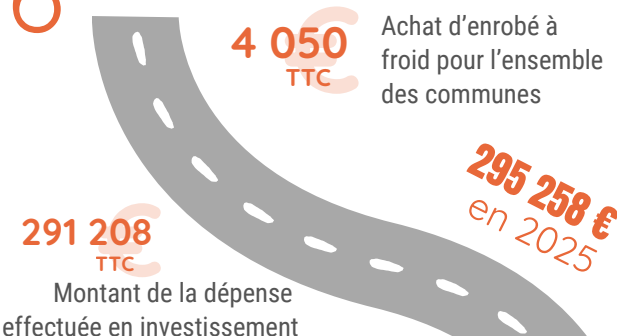 4 050
TTC
Achat d'enrobé à
froid pour l'ensemble
des communes
295 258 €
en 2025
291 208
TTC
Montant de la dépense
effectuée en investissement